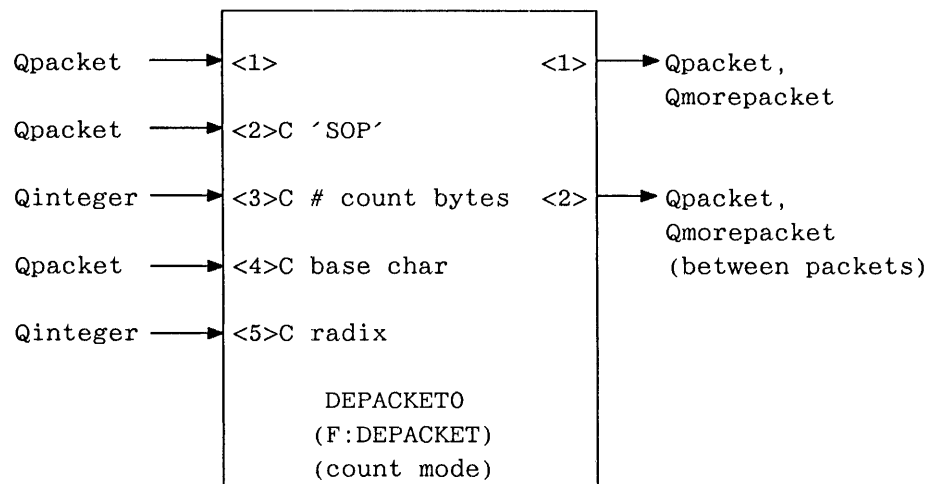 Qpacket <1> <1> Qpacket,
Qmorepacket
Qpacket <2>C ´SOP´
Qinteger <3>C # count bytes <2> Qpacket,
Qmorepacket
Qpacket <4>C base char (between packets)
Qinteger <5>C radix
DEPACKET0
(F:DEPACKET)
(count mode)